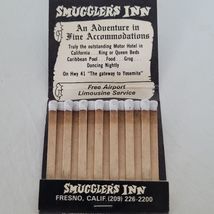 SMUGGLER'S INN
An Adventure in
Fine Accommodations
Truly the outstanding Motor Hotel in
California . . . King or Queen Beds
Caribbean Pool . . Food . . Grog . .
Dancing Nightly
On Hwy 41 "The gateway to Yosemite"
Free Airport
Limousine Service
SMUGGLER'S INN
FRESNO, CALIF. (209) 226-2200